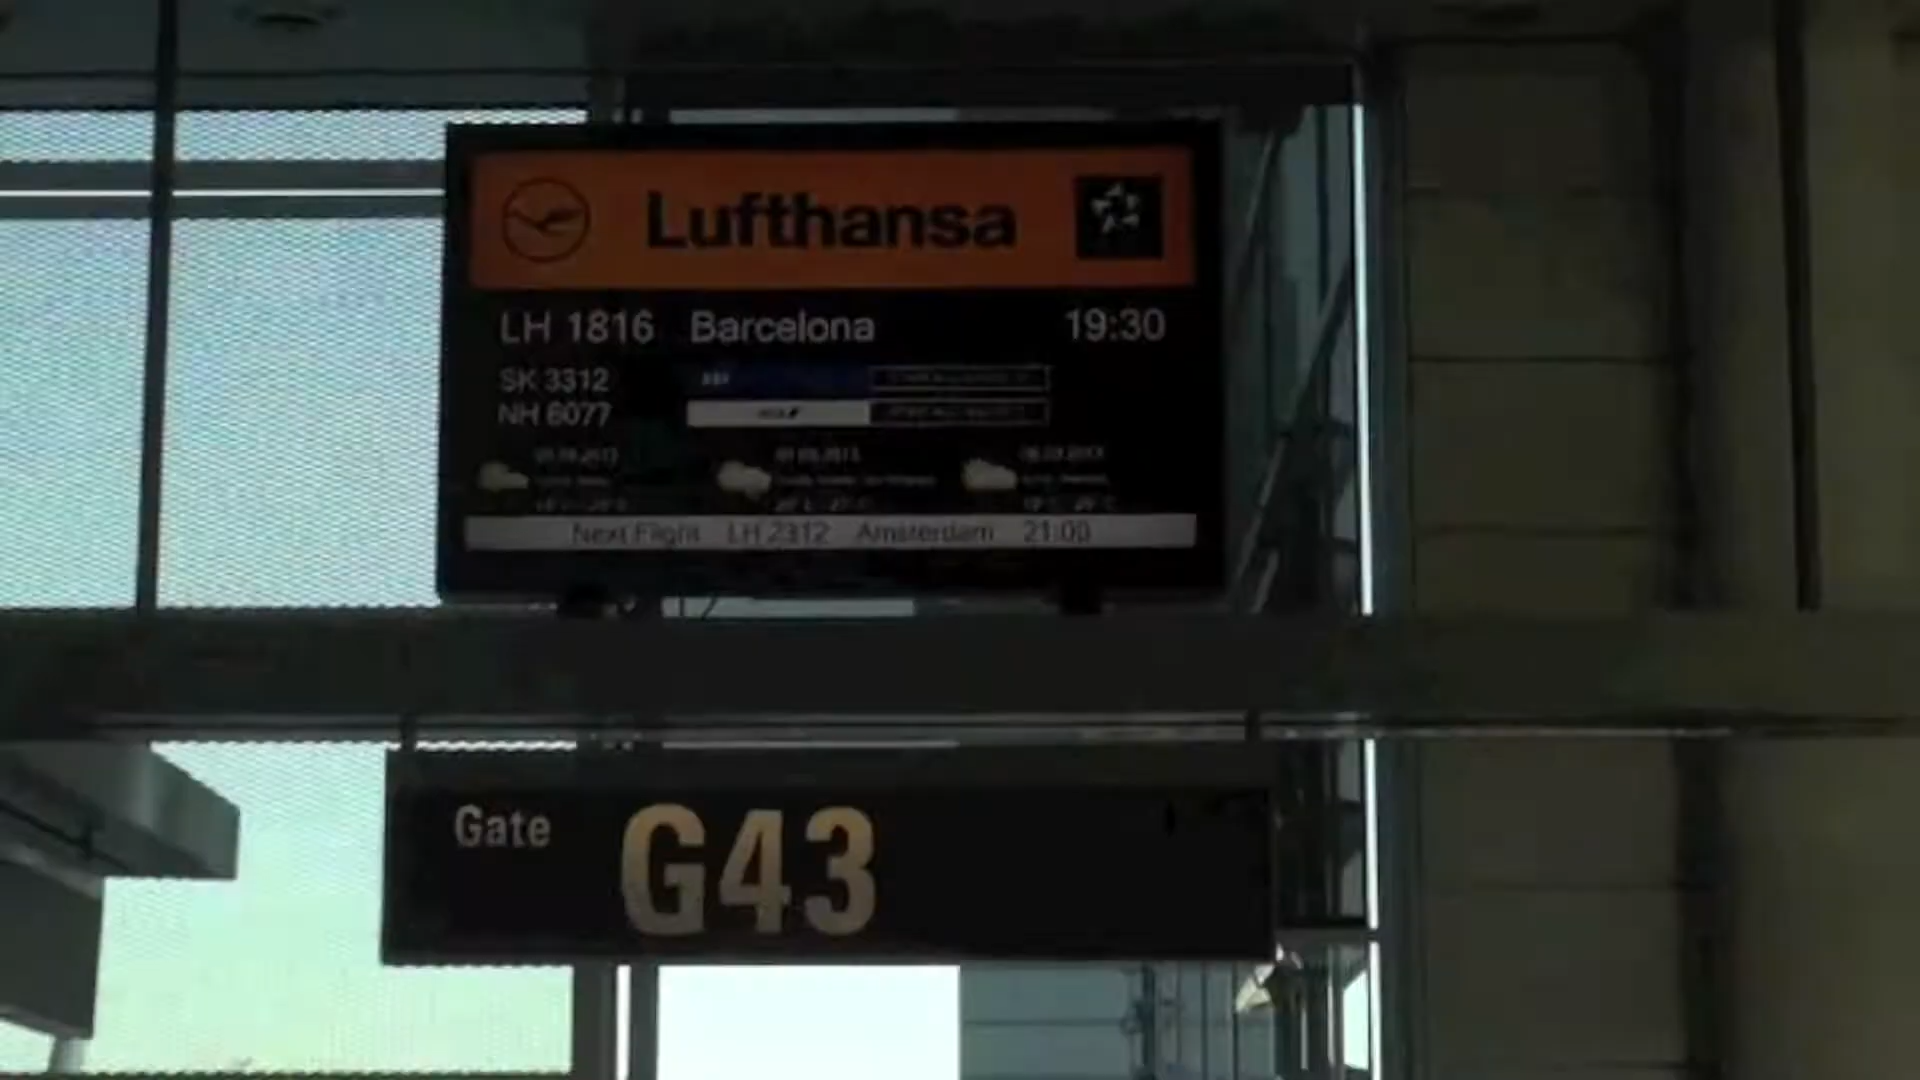 Lufthansa
LH 1816 Barcelona 19:30
SK 3312
NH 6077
Next Flight LH 2312 Amsterdam 21:00
Gate G43